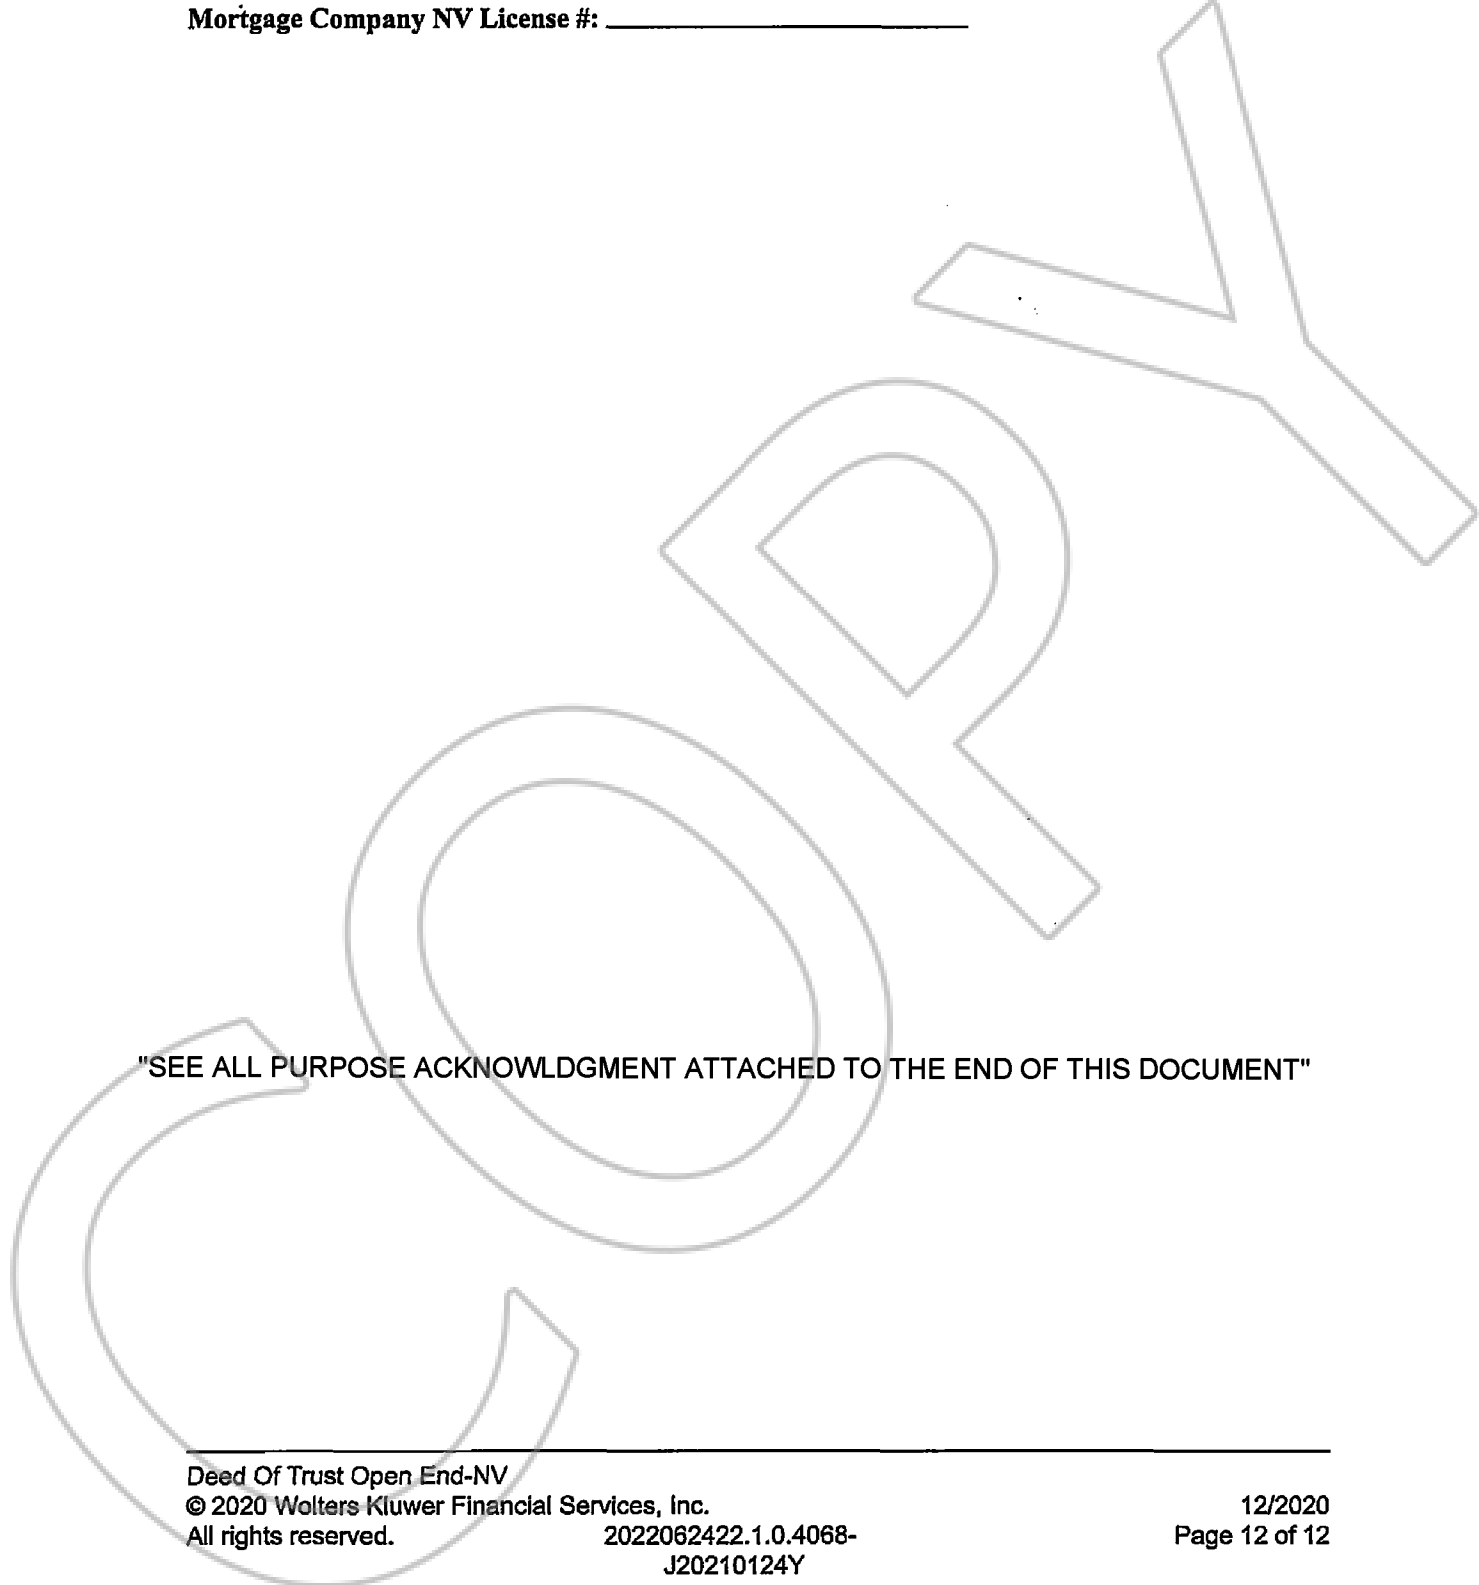 Mortgage Company NV License #:
"SEE ALL PURPOSE ACKNOWLDGMENT ATTACHED TO THE END OF THIS DOCUMENT"
COPY
Deed Of Trust Open End-NV
© 2020 Wolters Kluwer Financial Services, Inc.
12/2020
All rights reserved.
2022062422.1.0.4068-
Page 12 of 12
J20210124Y